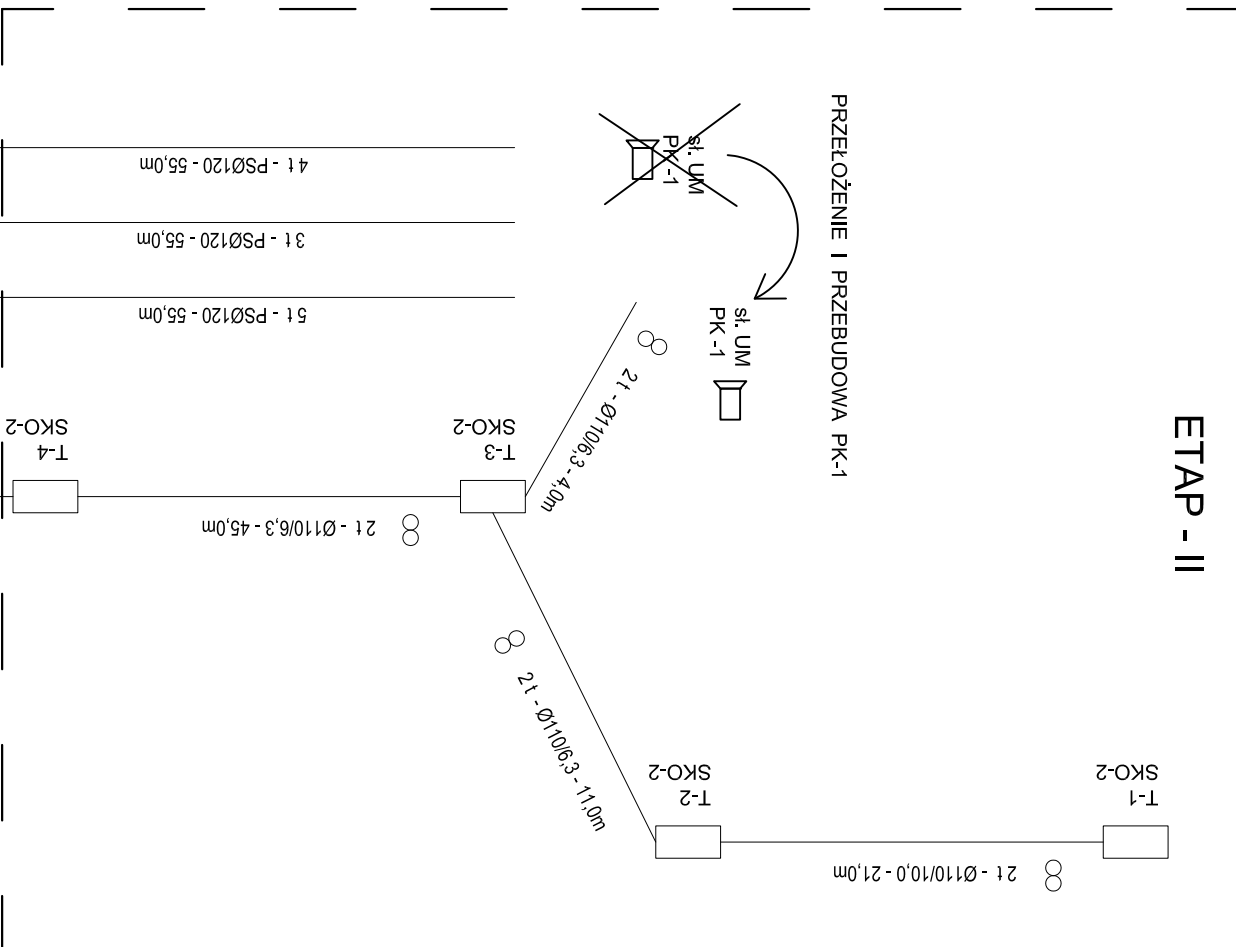 ETAP - II
PRZEŁOŻENIE I PRZEBUDOWA PK-1
sł. UM
PK -1
sł. UM
PK -1
4 t - PSØ120 - 55,0m
3 t - PSØ120 - 55,0m
5 t - PSØ120 - 55,0m
2 t - Ø110/6,3 - 4,0m
T-4
SKO-2
T-3
SKO-2
2 t - Ø110/6,3 - 45,0m
2 t - Ø110/6,3 - 11,0m
T-2
SKO-2
T-1
SKO-2
2 t - Ø110/10,0 - 21,0m